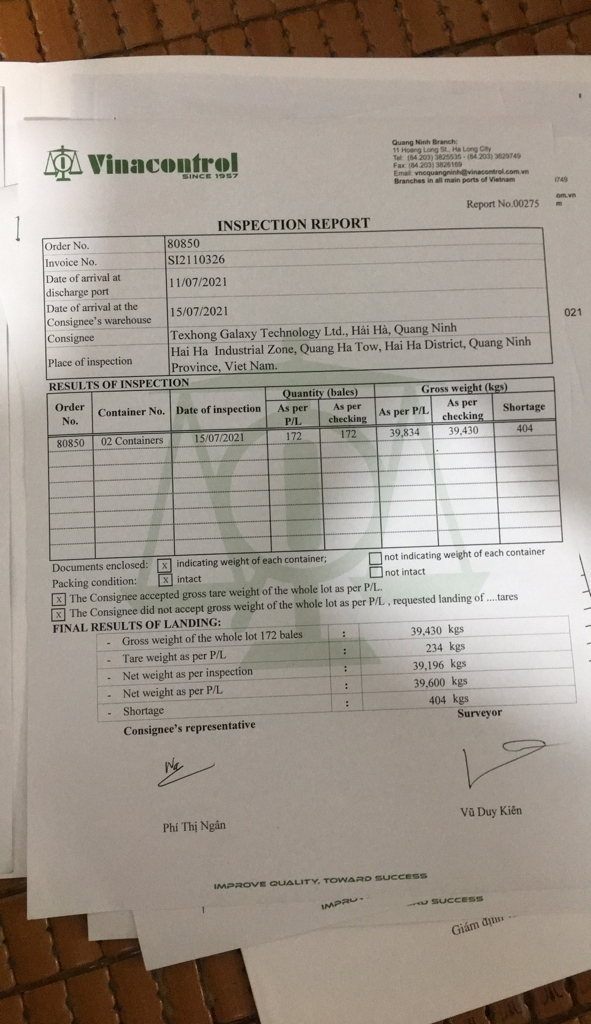 Vinacontrol
SINCE 1957
Quang Ninh Branch:
11 Hoang Long St., Ha Long City
Tel: (84.203) 3825535 - (84.203) 3629749
Fax: (84.203) 3826169
Email: vncquangninh@vinacontrol.com.vn
Branches in all main ports of Vietnam
Report No.00275
INSPECTION REPORT
Order No. 80850
Invoice No. SI2110326
Date of arrival at discharge port 11/07/2021
Date of arrival at the Consignee's warehouse 15/07/2021
Consignee Texhong Galaxy Technology Ltd., Hải Hà, Quang Ninh
Place of inspection Hai Ha Industrial Zone, Quang Ha Tow, Hai Ha District, Quang Ninh
Province, Viet Nam.
RESULTS OF INSPECTION
Order No. Container No. Date of inspection Quantity (bales) Gross weight (kgs)
As per P/L As per checking As per P/L As per checking Shortage
80850 02 Containers 15/07/2021 172 172 39,834 39,430 404
Documents enclosed: x indicating weight of each container; not indicating weight of each container
Packing condition: x intact not intact
x The Consignee accepted gross tare weight of the whole lot as per P/L.
x The Consignee did not accept gross weight of the whole lot as per P/L , requested landing of ....tares
FINAL RESULTS OF LANDING:
- Gross weight of the whole lot 172 bales : 39,430 kgs
- Tare weight as per P/L : 234 kgs
- Net weight as per inspection : 39,196 kgs
- Net weight as per P/L : 39,600 kgs
- Shortage : 404 kgs
Consignee's representative Surveyor
Phí Thị Ngân Vũ Duy Kiên
IMPROVE QUALITY, TOWARD SUCCESS
SUCCESS
Giám định
1749
om.vn
m
021